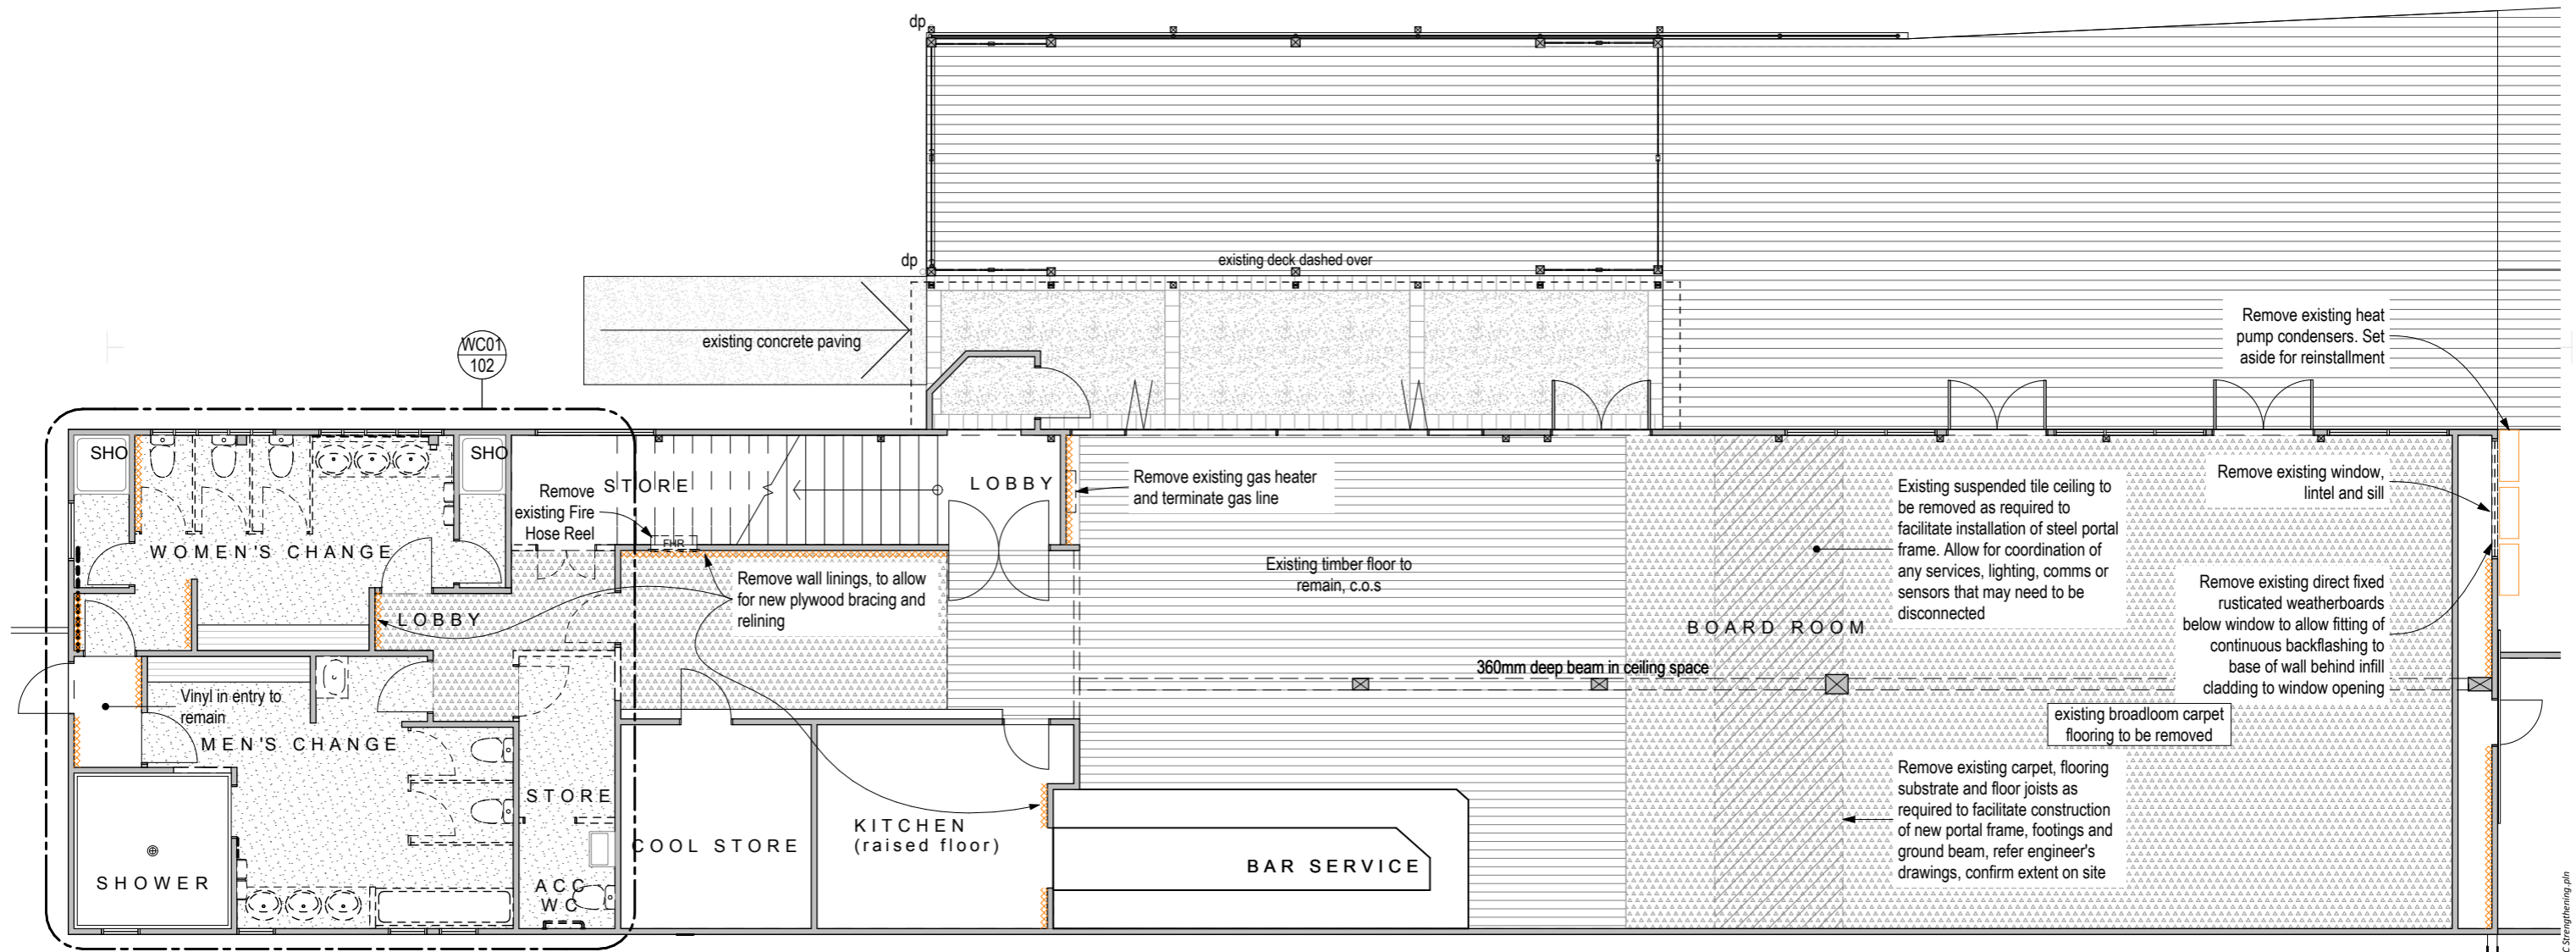 dp
dp
existing deck dashed over
existing concrete paving
WC01
102
Remove existing heat
pump condensers. Set
aside for reinstallment
SHO
SHO
STORE
Remove
existing Fire
Hose Reel
FHR
LOBBY
Remove existing gas heater
and terminate gas line
Existing suspended tile ceiling to
be removed as required to
facilitate installation of steel portal
frame. Allow for coordination of
any services, lighting, comms or
sensors that may need to be
disconnected
Remove existing window,
lintel and sill
WOMEN'S CHANGE
Remove wall linings, to allow
for new plywood bracing and
relining
Existing timber floor to
remain, c.o.s
Remove existing direct fixed
rusticated weatherboards
below window to allow fitting of
continuous backflashing to
base of wall behind infill
cladding to window opening
LOBBY
BOARD ROOM
360mm deep beam in ceiling space
Vinyl in entry to
remain
MEN'S CHANGE
existing broadloom carpet
flooring to be removed
Remove existing carpet, flooring
substrate and floor joists as
required to facilitate construction
of new portal frame, footings and
ground beam, refer engineer's
drawings, confirm extent on site
STORE
COOL STORE
KITCHEN
(raised floor)
BAR SERVICE
SHOWER
ACC
WC
C Strengthening.pln